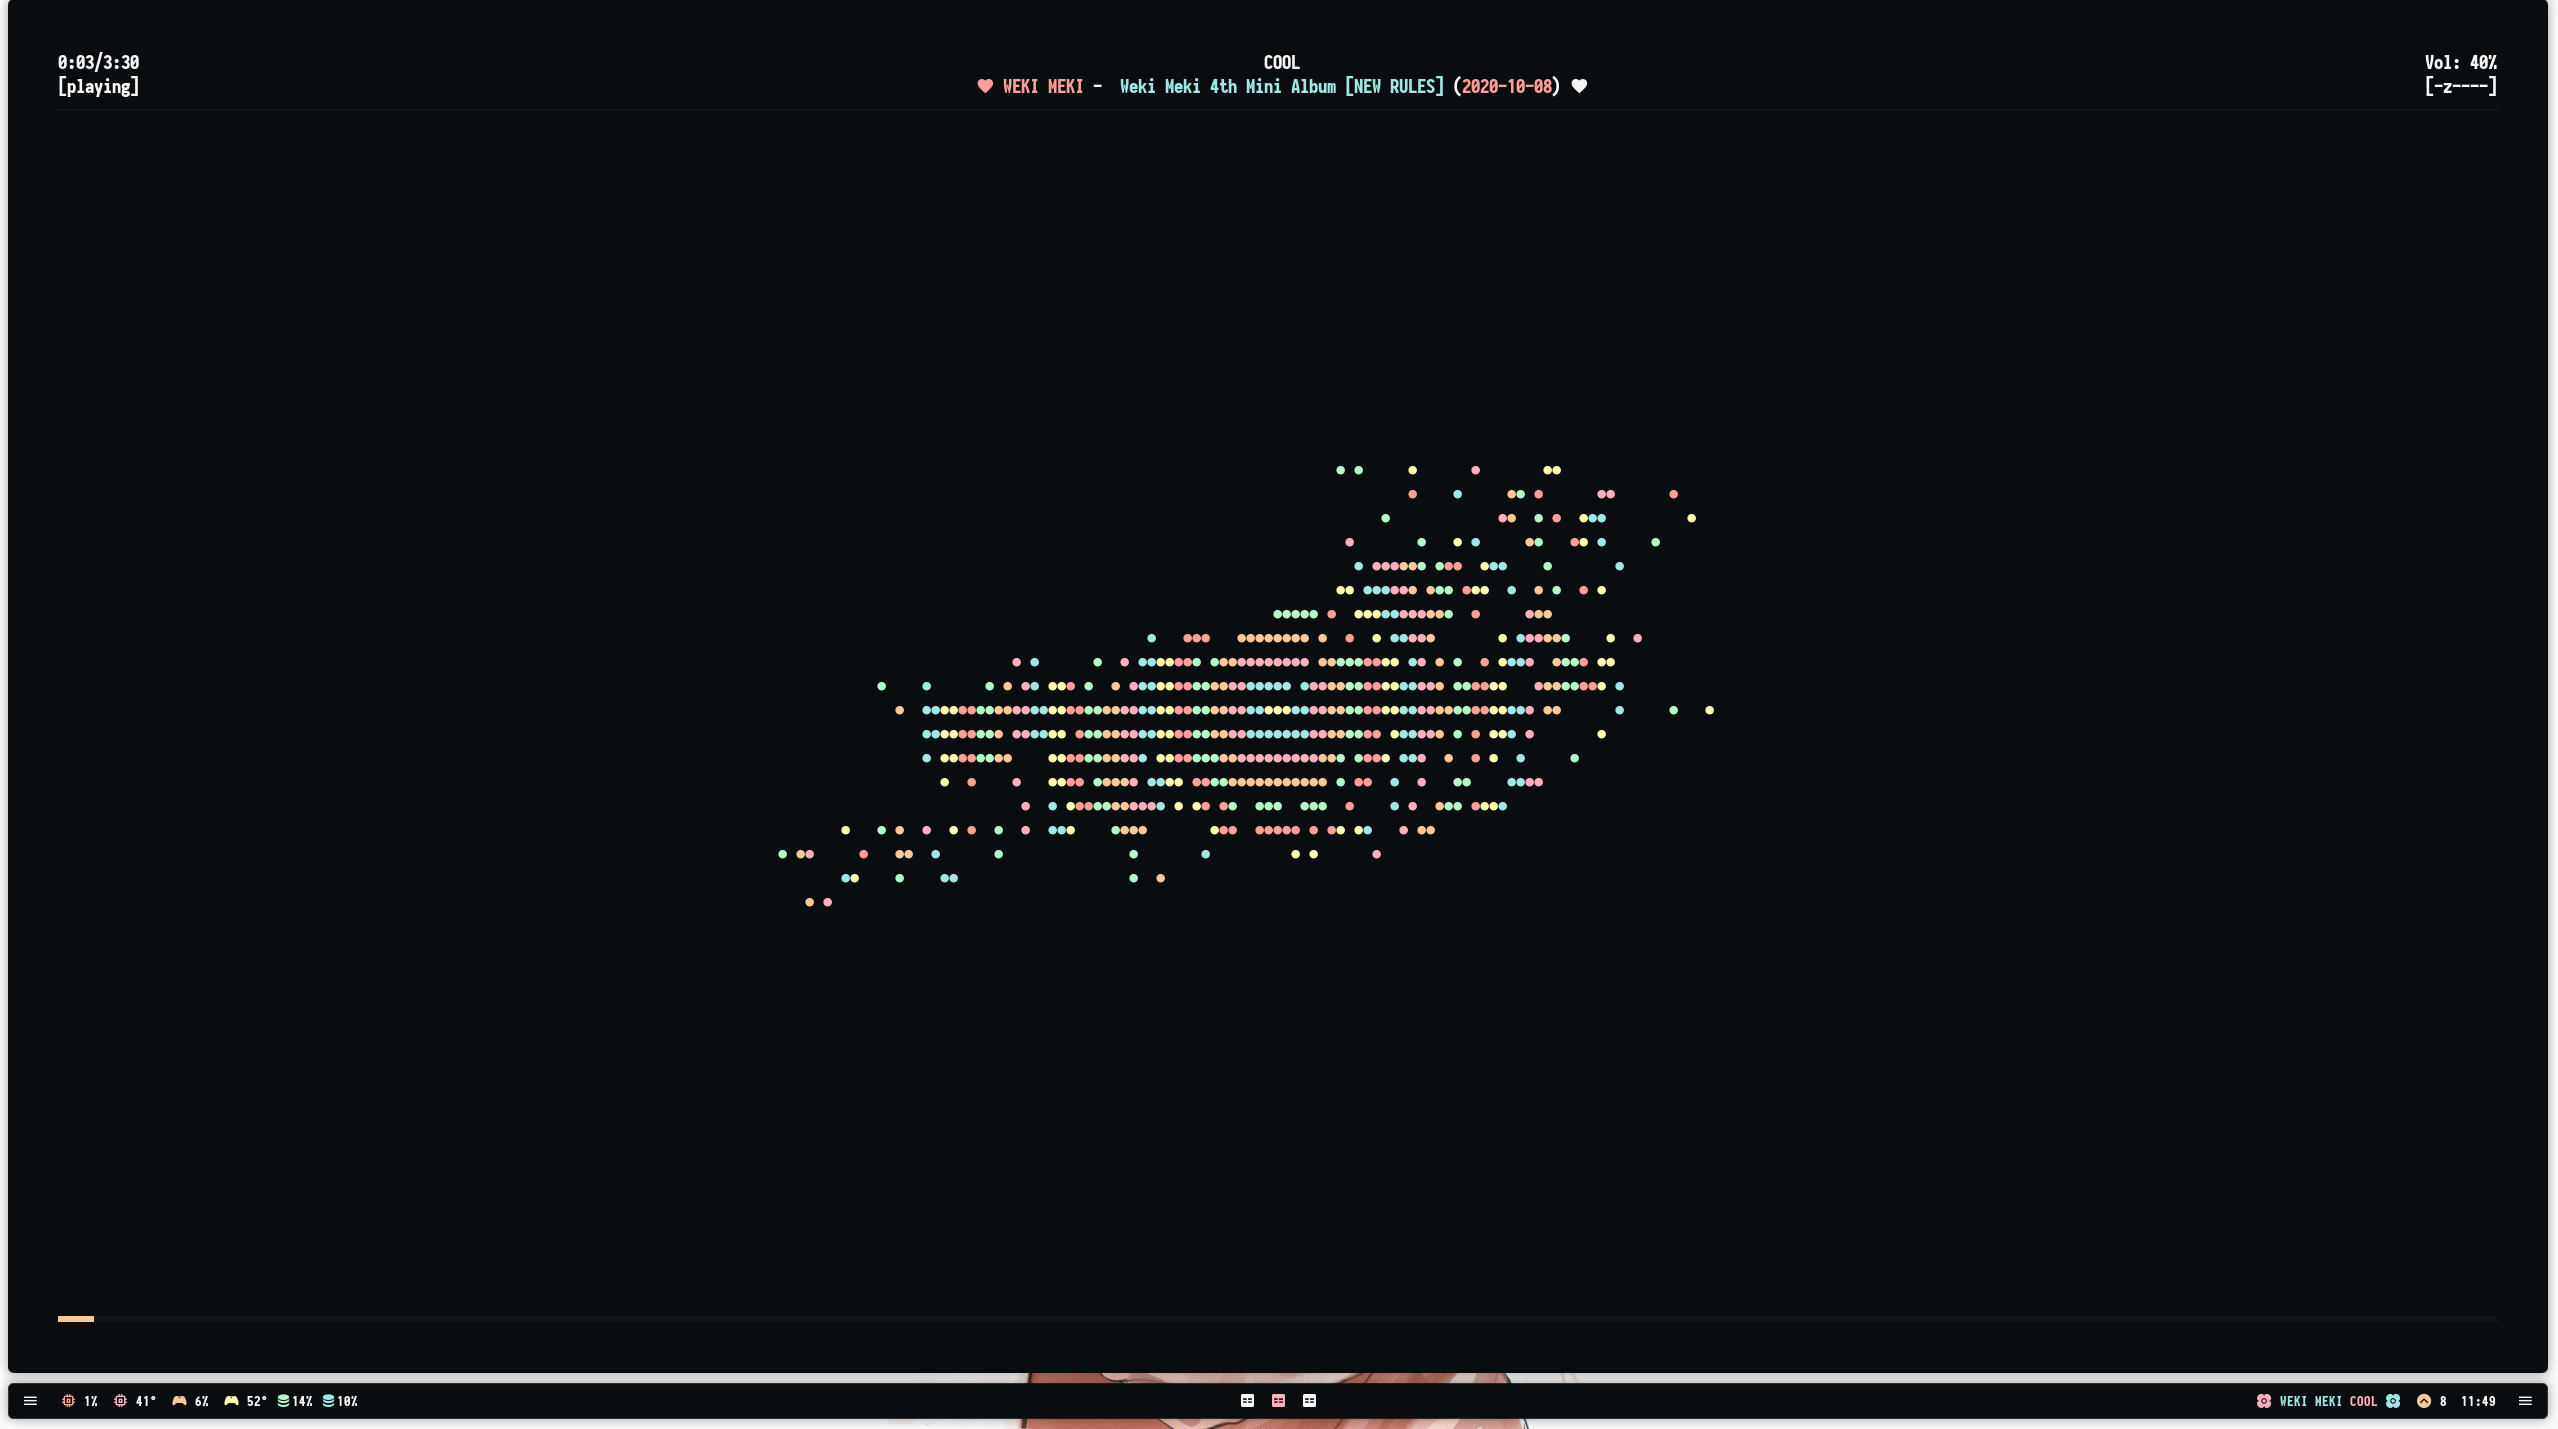 0:03/3:30
[playing]
COOL
WEKI MEKI - Weki Meki 4th Mini Album [NEW RULES] (2020-10-08)
Vol: 40%
[-z----]
1% 41° 6% 52° 14% 10%
WEKI MEKI COOL 8 11:49